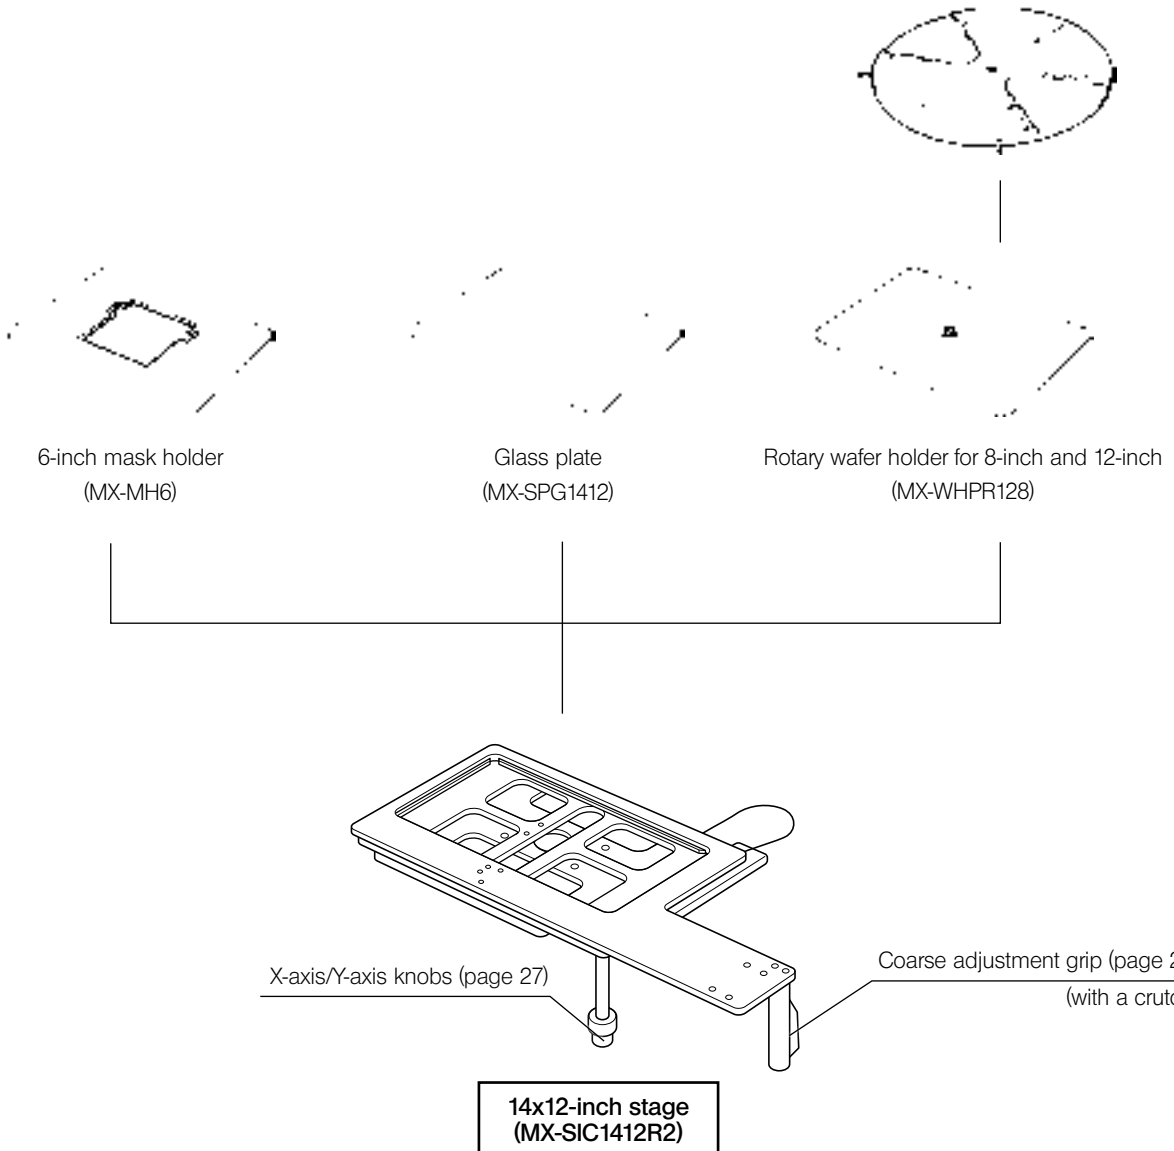 6-inch mask holder
(MX-MH6)
Glass plate
(MX-SPG1412)
Rotary wafer holder for 8-inch and 12-inch
(MX-WHPR128)
X-axis/Y-axis knobs (page 27)
Coarse adjustment grip (page
(with a
14x12-inch stage
(MX-SIC1412R2)